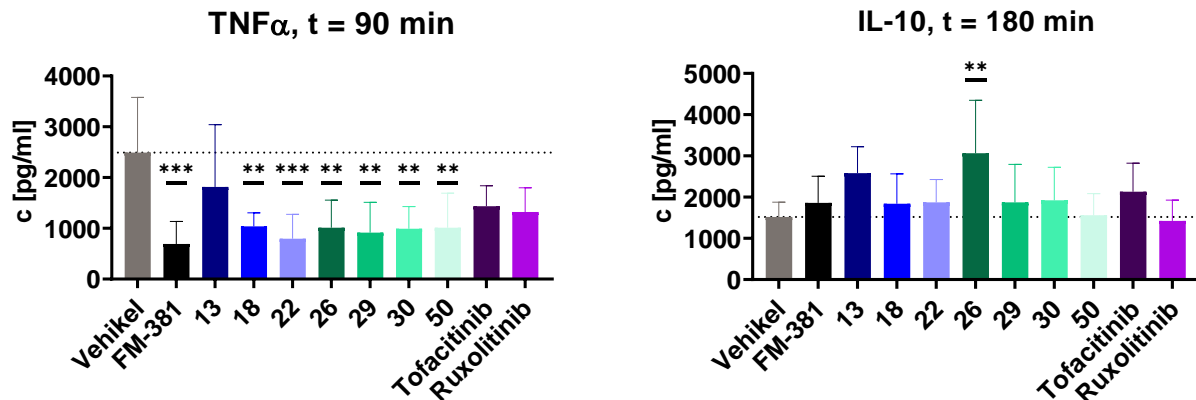 TNFα, t = 90 min
c [pg/ml]
4000
3000
2000
1000
0
*** ** *** ** ** ** **
Vehikel
FM-381
13
18
22
26
29
30
50
Tofacitinib
Ruxolitinib
IL-10, t = 180 min
c [pg/ml]
5000
4000
3000
2000
1000
0
**
Vehikel
FM-381
13
18
22
26
29
30
50
Tofacitinib
Ruxolitinib